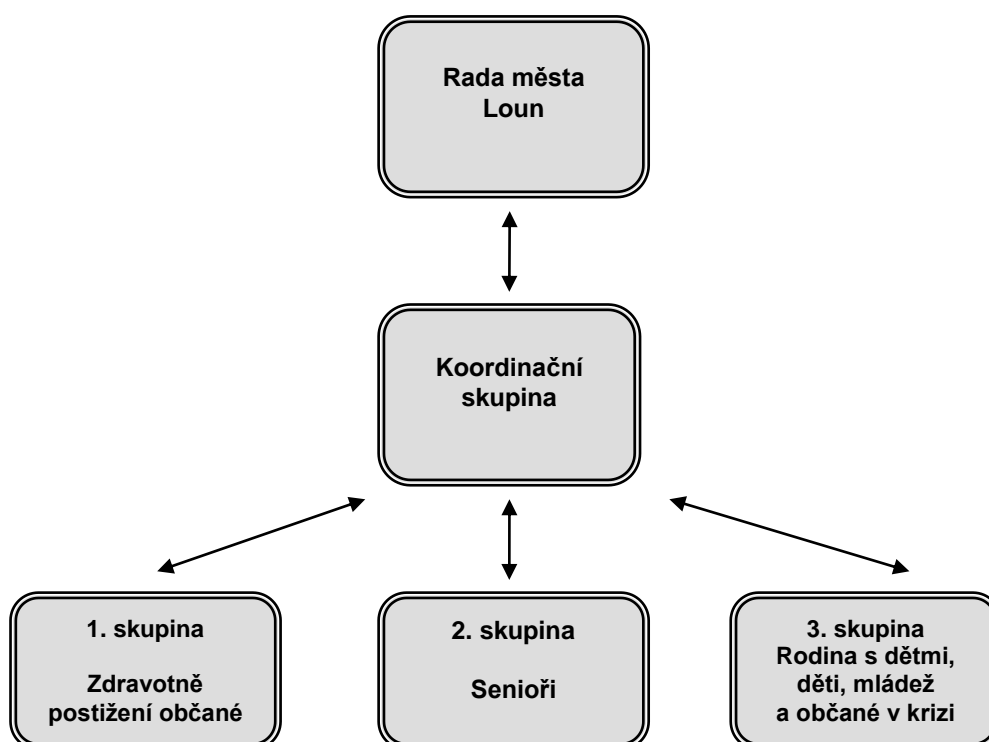 Rada města
Loun
Koordinační
skupina
1. skupina
Zdravotně
postižení občané
2. skupina
Senioři
3. skupina
Rodina s dětmi,
děti, mládež
a občané v krizi